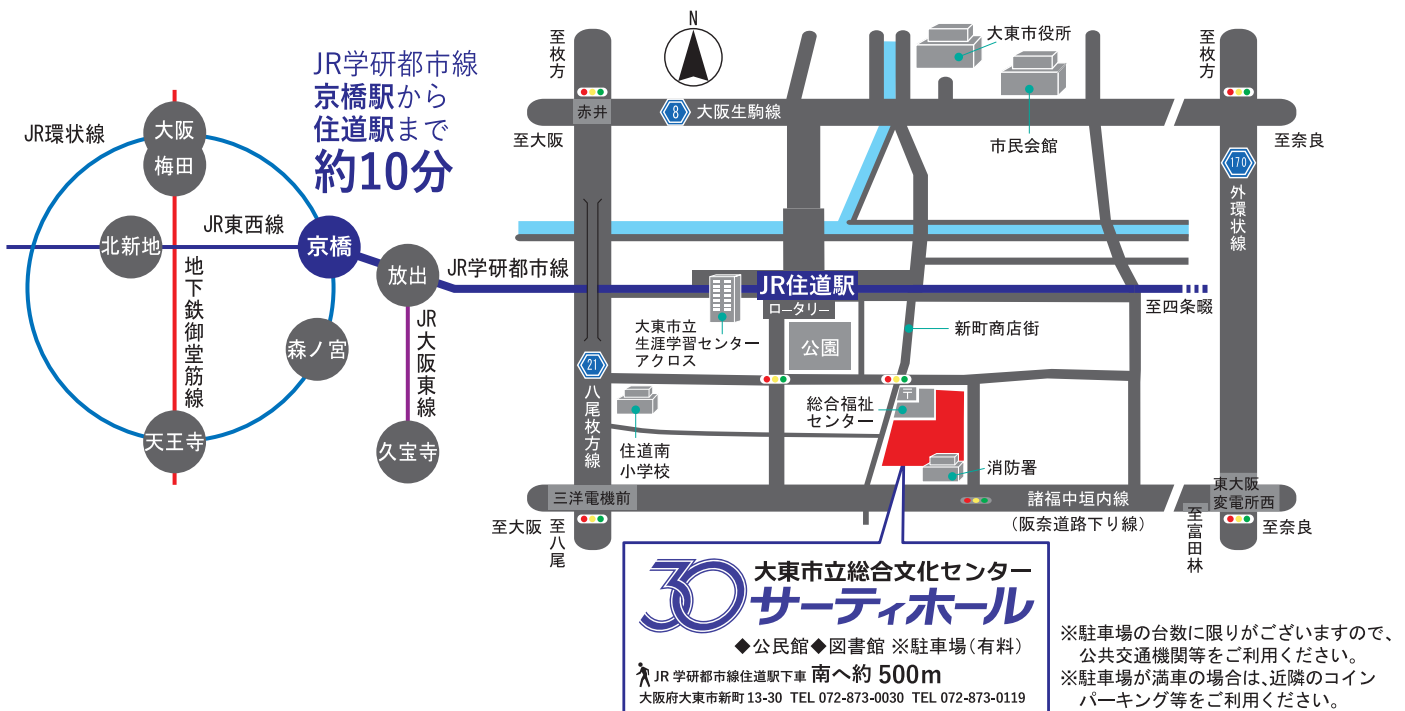 JR学研都市線
京橋駅から
住道駅まで
約10分
JR環状線
大阪
梅田
JR東西線
北新地
京橋
放出
JR学研都市線
地下鉄御堂筋線
JR大阪東線
森ノ宮
天王寺
久宝寺
N
至枚方
大東市役所
至枚方
赤井
8
大阪生駒線
至大阪
市民会館
至奈良
170
外環状線
JR住道駅
ロータリー
至四条畷
大東市立
生涯学習センター
アクロス
公園
新町商店街
21
八尾枚方線
〒
総合福祉
センター
住道南
小学校
消防署
三洋電機前
諸福中垣内線
(阪奈道路下り線)
東大阪
変電所西
至大阪
至八尾
至富田林
至奈良
30
大東市立総合文化センター
サーティホール
◆公民館◆図書館 ※駐車場(有料)
JR 学研都市線住道駅下車 南へ約 500m
大阪府大東市新町13-30 TEL 072-873-0030 TEL 072-873-0119
※駐車場の台数に限りがございますので、
公共交通機関等をご利用ください。
※駐車場が満車の場合は、近隣のコイン
パーキング等をご利用ください。